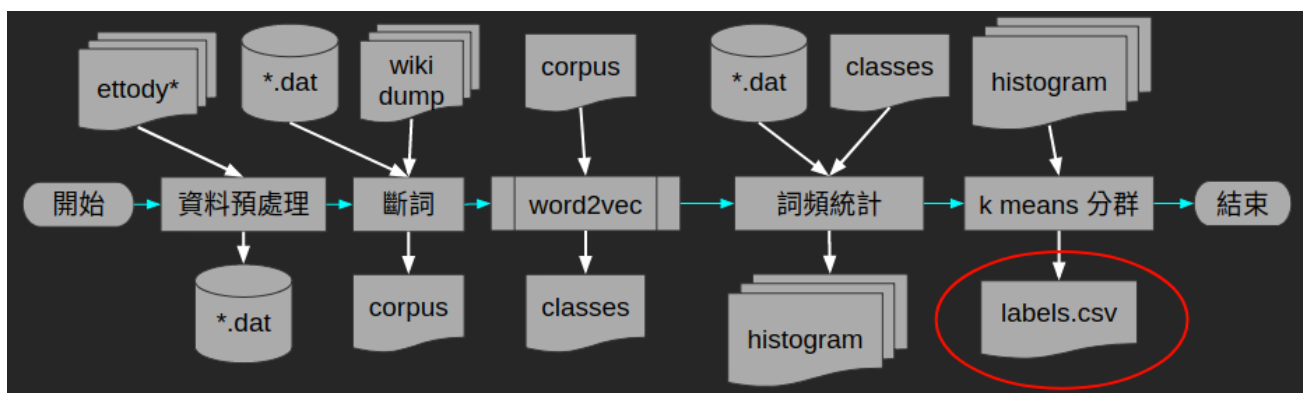 ettody*
*.dat
wiki
dump
corpus
*.dat
classes
histogram
開始
資料預處理
斷詞
word2vec
詞頻統計
k means 分群
結束
*.dat
corpus
classes
histogram
labels.csv